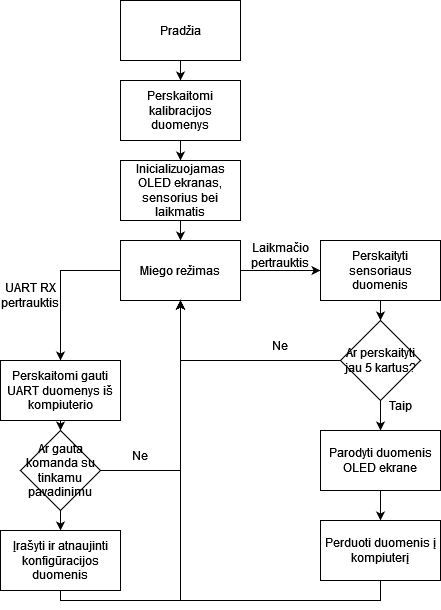 Pradžia
Perskaitomi
kalibracijos
duomenys
Inicializuojamas
OLED ekranas,
sensorius bei
laikmatis
Miego režimas
Laikmačio
pertrauktis
Perskaityti
sensoriaus
duomenis
UART RX
pertrauktis
Ne
Ar perskaityti
jau 5 kartus?
Taip
Perskaitomi gauti
UART duomenys iš
kompiuterio
Ar gauta
komanda su
tinkamu
pavadinimu
Ne
Parodyti duomenis
OLED ekrane
Įrašyti ir atnaujinti
konfigūracijos
duomenis
Perduoti duomenis į
kompiuterį